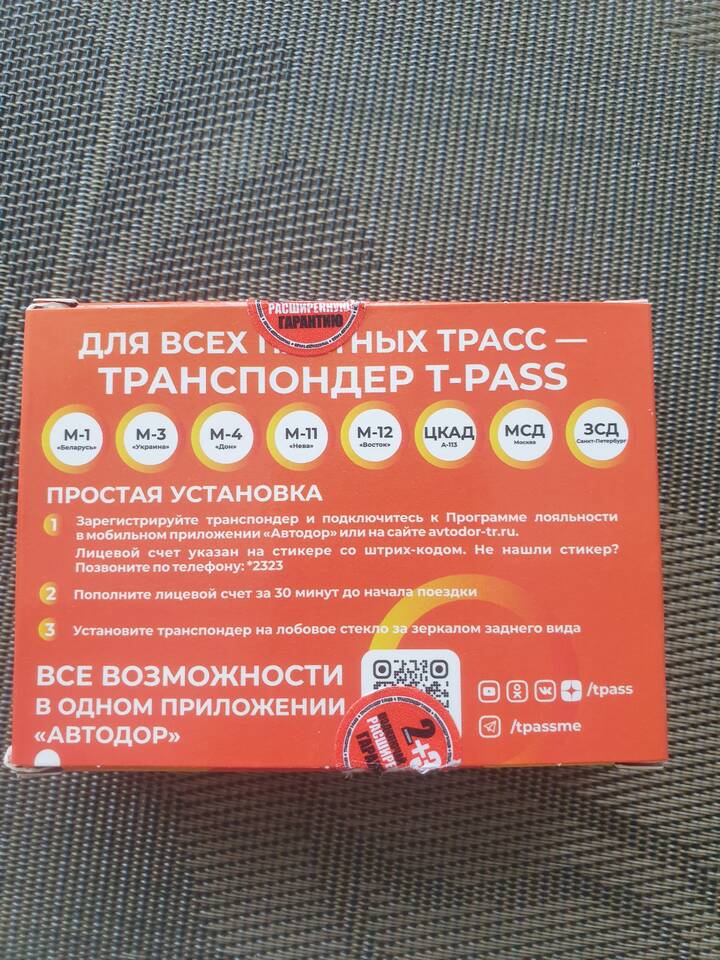 РАСШИРЕННУЮ
ГАРАНТИЮ
ДЛЯ ВСЕХ ТРАСС —
ТРАНСПОНДЕР T-PASS
М-1
«Беларусь»
М-3
«Украина»
М-4
«Дон»
М-11
«Нева»
М-12
«Восток»
ЦКАД
А-113
МСД
Москва
ЗСД
Санкт-Петербург
ПРОСТАЯ УСТАНОВКА
1 Зарегистрируйте транспондер и подключитесь к Программе лояльности
в мобильном приложении «Автодор» или на сайте avtodor-tr.ru.
Лицевой счет указан на стикере со штрих-кодом. Не нашли стикер?
Позвоните по телефону: *2323
2 Пополните лицевой счет за 30 минут до начала поездки
3 Установите транспондер на лобовое стекло за зеркалом заднего вида
ВСЕ ВОЗМОЖНОСТИ
В ОДНОМ ПРИЛОЖЕНИИ
«АВТОДОР»
/tpass
/tpassme
2+3